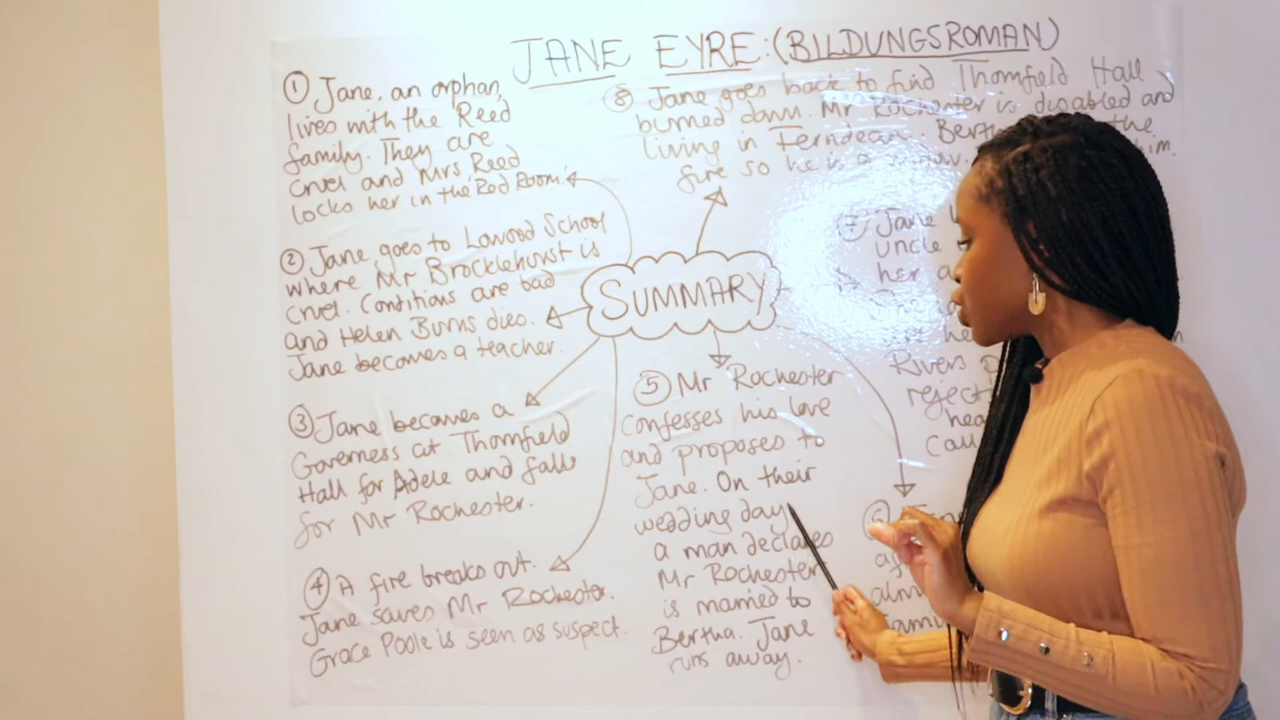 JANE EYRE: (BILDUNGSROMAN)
① Jane, an orphan,
lives with the Reed
family. They are
cruel and Mrs Reed
locks her in the 'Red Room'.
② Jane goes to Lowood School
where Mr Brocklehurst is
cruel. Conditions are bad
and Helen Burns dies.
Jane becomes a teacher.
③ Jane becomes a
Governess at Thornfield
Hall for Adele and falls
for Mr Rochester.
④ A fire breaks out.
Jane saves Mr Rochester.
Grace Poole is seen as suspect.
SUMMARY
⑤ Mr Rochester
confesses his love
and proposes to
Jane. On their
wedding day
a man declares
Mr Rochester
is married to
Bertha. Jane
runs away.
⑥
⑦ Jane
uncle
her
Rivers
⑧ Jane goes back to find Thornfield Hall
burned down. Mr Rochester is disabled and
living in Ferndean. the
fire so he is a him.